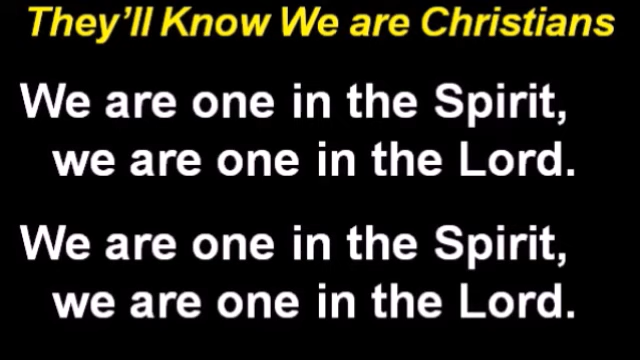 They’ll Know We are Christians
We are one in the Spirit,
we are one in the Lord.
We are one in the Spirit,
we are one in the Lord.